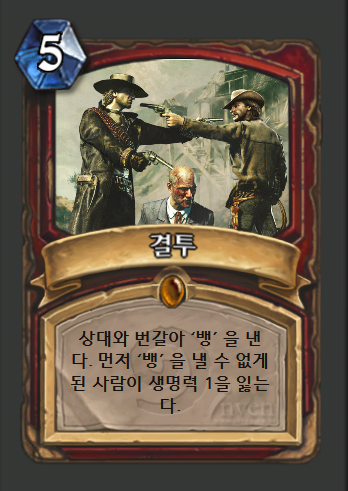 5
결투
상대와 번갈아 ‘뱅´ 을 낸
다. 먼저 ‘뱅´ 을 낼 수 없게
된 사람이 생명력 1을 잃는
다.